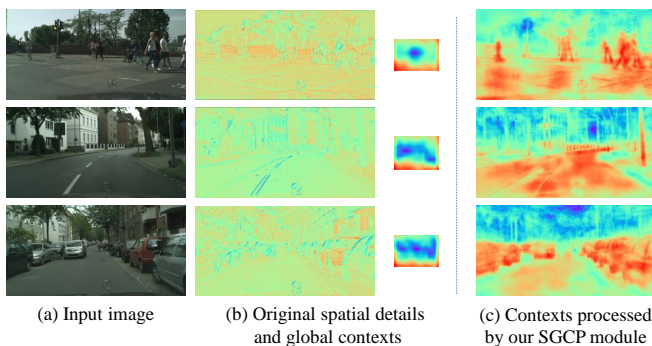 (a) Input image
(b) Original spatial details
and global contexts
(c) Contexts processed
by our SGCP module